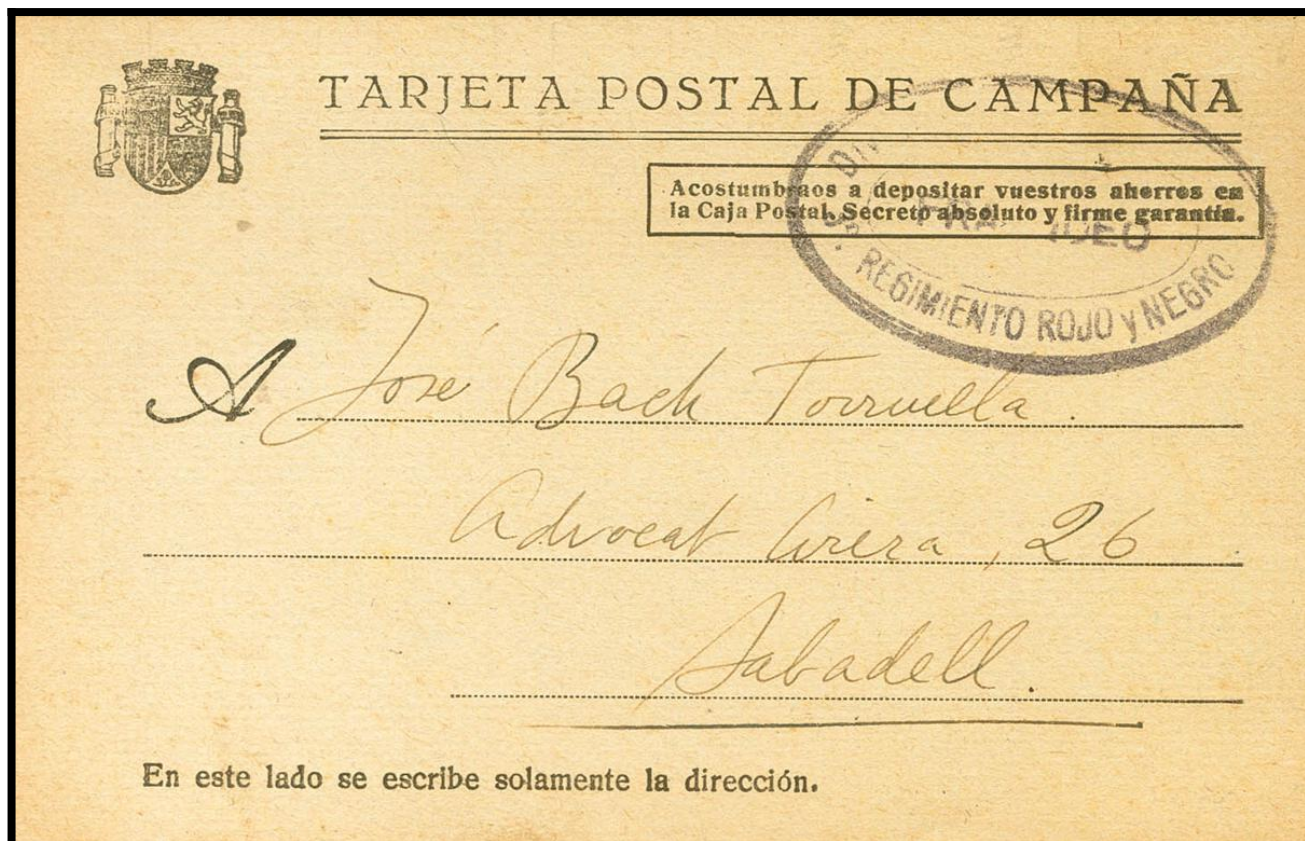 TARJETA POSTAL DE CAMPAÑA
Acostumbraos a depositar vuestros ahorros en
la Caja Postal. Secreto absoluto y firme garantía.
REGIMIENTO ROJO Y NEGRO
A José Bach Torruella.
Advocat Cirera, 26
Sabadell.
En este lado se escribe solamente la dirección.